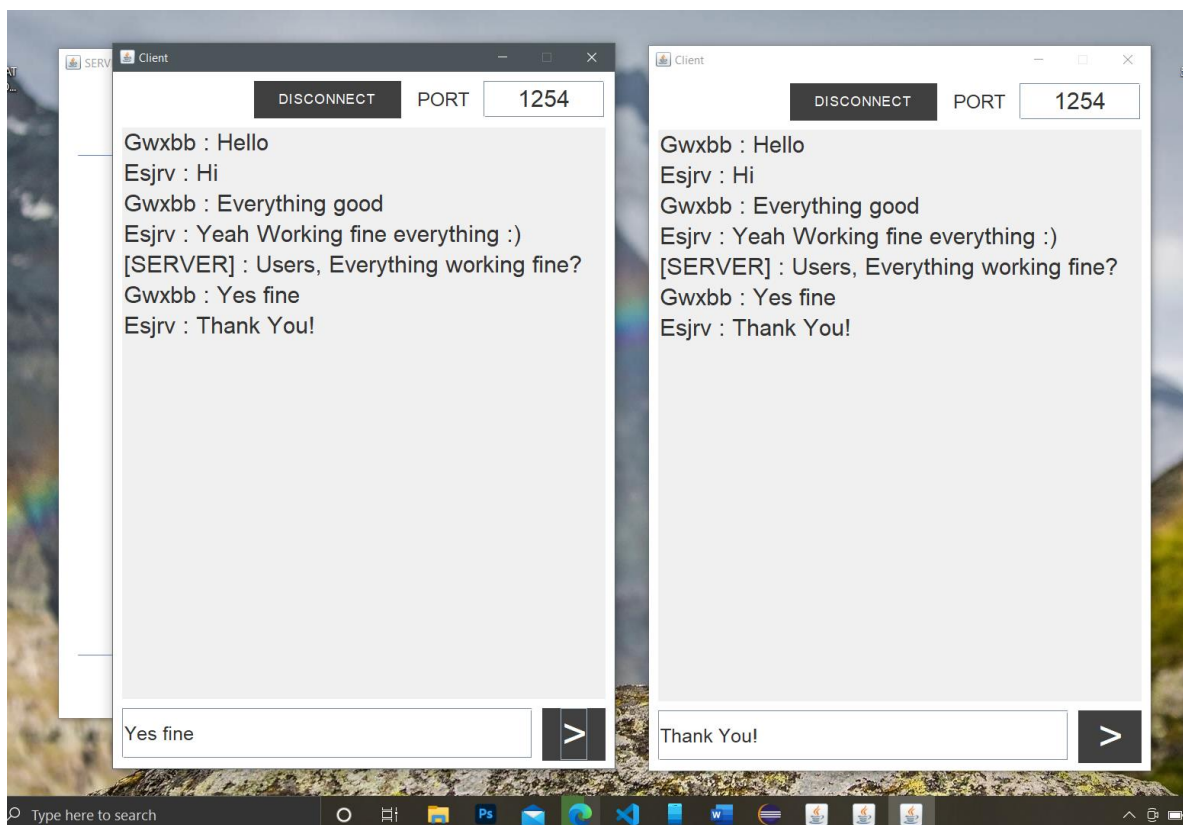 SERV
Client
DISCONNECT PORT 1254
Gwxbb : Hello
Esjrv : Hi
Gwxbb : Everything good
Esjrv : Yeah Working fine everything :)
[SERVER] : Users, Everything working fine?
Gwxbb : Yes fine
Esjrv : Thank You!
Yes fine
>
Client
DISCONNECT PORT 1254
Gwxbb : Hello
Esjrv : Hi
Gwxbb : Everything good
Esjrv : Yeah Working fine everything :)
[SERVER] : Users, Everything working fine?
Gwxbb : Yes fine
Esjrv : Thank You!
Thank You!
>
Type here to search
Ps